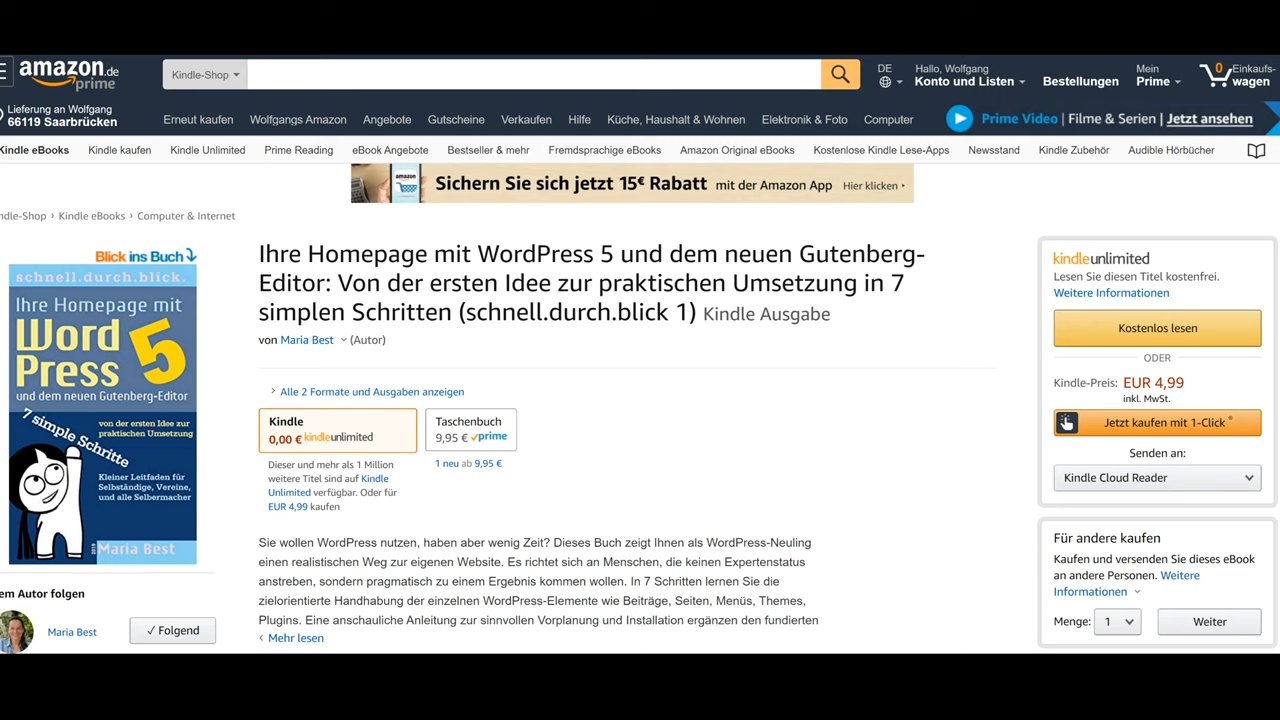 amazon.de
prime
Kindle-Shop
DE
Hallo, Wolfgang
Konto und Listen
Bestellungen
Mein
Prime
0
Einkaufs-
wagen
Lieferung an Wolfgang
66119 Saarbrücken
Erneut kaufen
Wolfgangs Amazon
Angebote
Gutscheine
Verkaufen
Hilfe
Küche, Haushalt & Wohnen
Elektronik & Foto
Computer
Prime Video | Filme & Serien | Jetzt ansehen
Kindle eBooks
Kindle kaufen
Kindle Unlimited
Prime Reading
eBook Angebote
Bestseller & mehr
Fremdsprachige eBooks
Amazon Original eBooks
Kostenlose Kindle Lese-Apps
Newsstand
Kindle Zubehör
Audible Hörbücher
amazon
Sichern Sie sich jetzt 15€ Rabatt mit der Amazon App Hier klicken ›
ndle-Shop › Kindle eBooks › Computer & Internet
Blick ins Buch
schnell.durch.blick.
Ihre Homepage mit
Word
Press 5
und dem neuen Gutenberg-Editor
7 simple Schritte
von der ersten Idee zur
praktischen Umsetzung
Kleiner Leitfaden für
Selbständige, Vereine,
und alle Selbermacher
Maria Best
em Autor folgen
Maria Best
✓ Folgend
Ihre Homepage mit WordPress 5 und dem neuen Gutenberg-
Editor: Von der ersten Idee zur praktischen Umsetzung in 7
simplen Schritten (schnell.durch.blick 1) Kindle Ausgabe
von Maria Best (Autor)
› Alle 2 Formate und Ausgaben anzeigen
Kindle
0,00 € kindleunlimited
Dieser und mehr als 1 Million
weitere Titel sind auf Kindle
Unlimited verfügbar. Oder für
EUR 4,99 kaufen
Taschenbuch
9,95 € ✓prime
1 neu ab 9,95 €
Sie wollen WordPress nutzen, haben aber wenig Zeit? Dieses Buch zeigt Ihnen als WordPress-Neuling
einen realistischen Weg zur eigenen Website. Es richtet sich an Menschen, die keinen Expertenstatus
anstreben, sondern pragmatisch zu einem Ergebnis kommen wollen. In 7 Schritten lernen Sie die
zielorientierte Handhabung der einzelnen WordPress-Elemente wie Beiträge, Seiten, Menüs, Themes,
Plugins. Eine anschauliche Anleitung zur sinnvollen Vorplanung und Installation ergänzen den fundierten
‹ Mehr lesen
kindleunlimited
Lesen Sie diesen Titel kostenfrei.
Weitere Informationen
Kostenlos lesen
ODER
Kindle-Preis: EUR 4,99
inkl. MwSt.
Jetzt kaufen mit 1-Click ®
Senden an:
Kindle Cloud Reader
Für andere kaufen
Kaufen und versenden Sie dieses eBook
an andere Personen. Weitere
Informationen
Menge: 1
Weiter